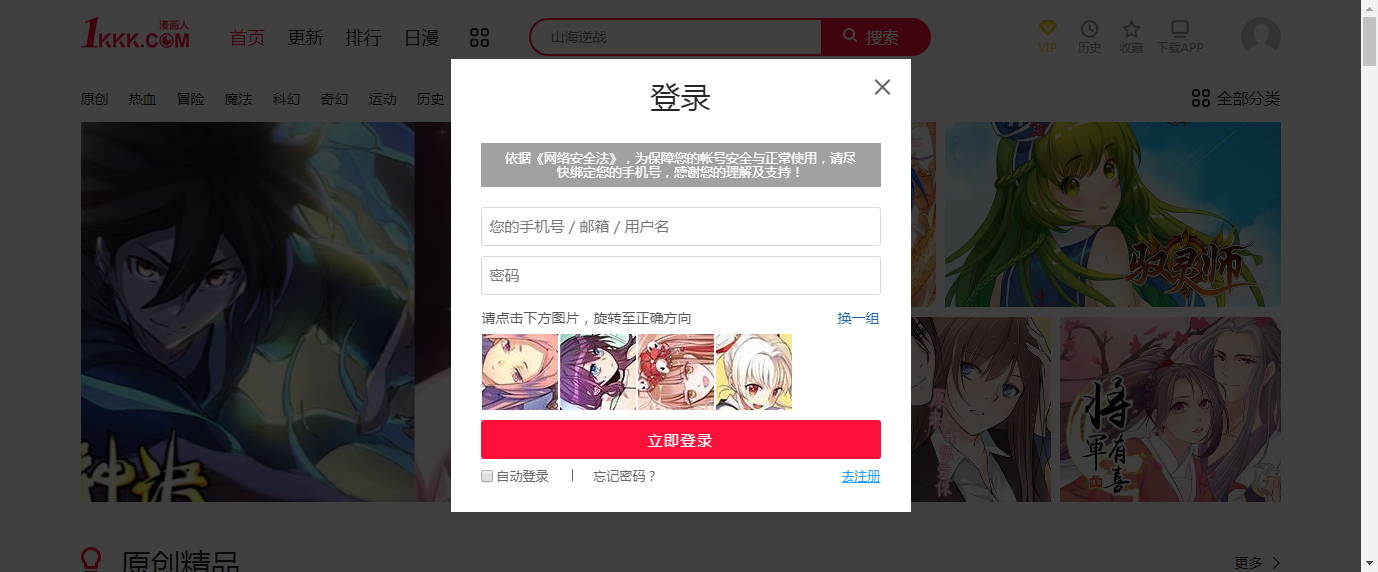 漫画人
1KKK.COM
首页 更新 排行 日漫
山海逆战
搜索
VIP 历史 收藏 下载APP
原创 热血 冒险 魔法 科幻 奇幻 运动 历史
全部分类
登录
依据《网络安全法》，为保障您的帐号安全与正常使用，请尽
快绑定您的手机号，感谢您的理解及支持！
您的手机号 / 邮箱 / 用户名
密码
请点击下方图片，旋转至正确方向
换一组
立即登录
自动登录 | 忘记密码？
去注册
驭灵师
将軍有喜
原创精品
更多